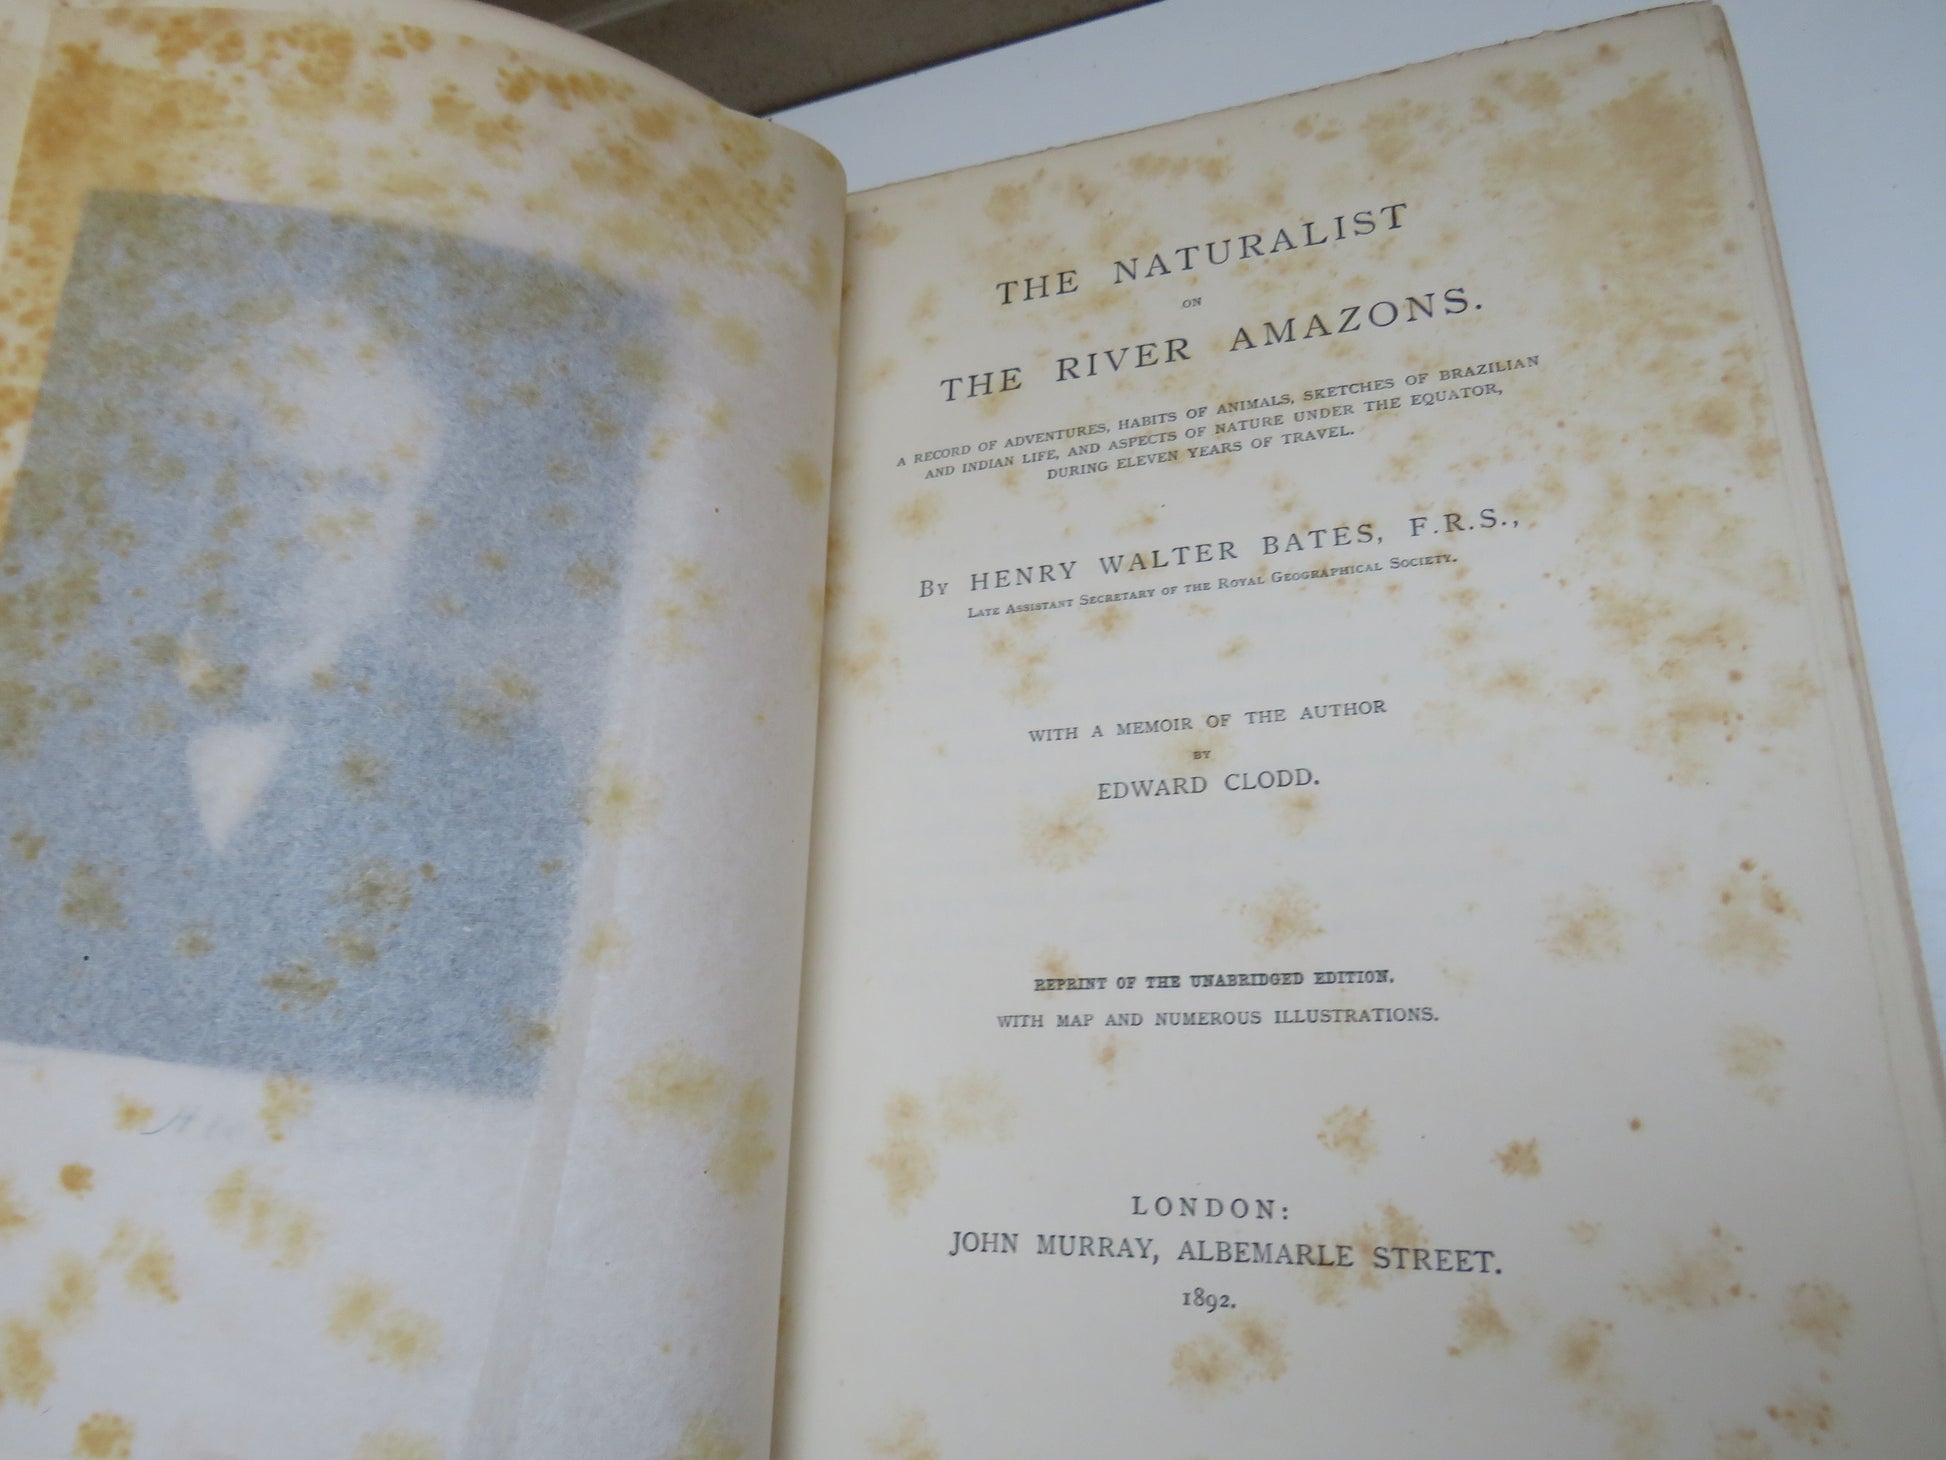 THE NATURALIST
ON
THE RIVER AMAZONS.
A RECORD OF ADVENTURES, HABITS OF ANIMALS, SKETCHES OF BRAZILIAN
AND INDIAN LIFE, AND ASPECTS OF NATURE UNDER THE EQUATOR,
DURING ELEVEN YEARS OF TRAVEL.
BY HENRY WALTER BATES, F.R.S.,
LATE ASSISTANT SECRETARY OF THE ROYAL GEOGRAPHICAL SOCIETY.
WITH A MEMOIR OF THE AUTHOR
BY
EDWARD CLODD.
REPRINT OF THE UNABRIDGED EDITION.
WITH MAP AND NUMEROUS ILLUSTRATIONS.
LONDON:
JOHN MURRAY, ALBEMARLE STREET.
1892.